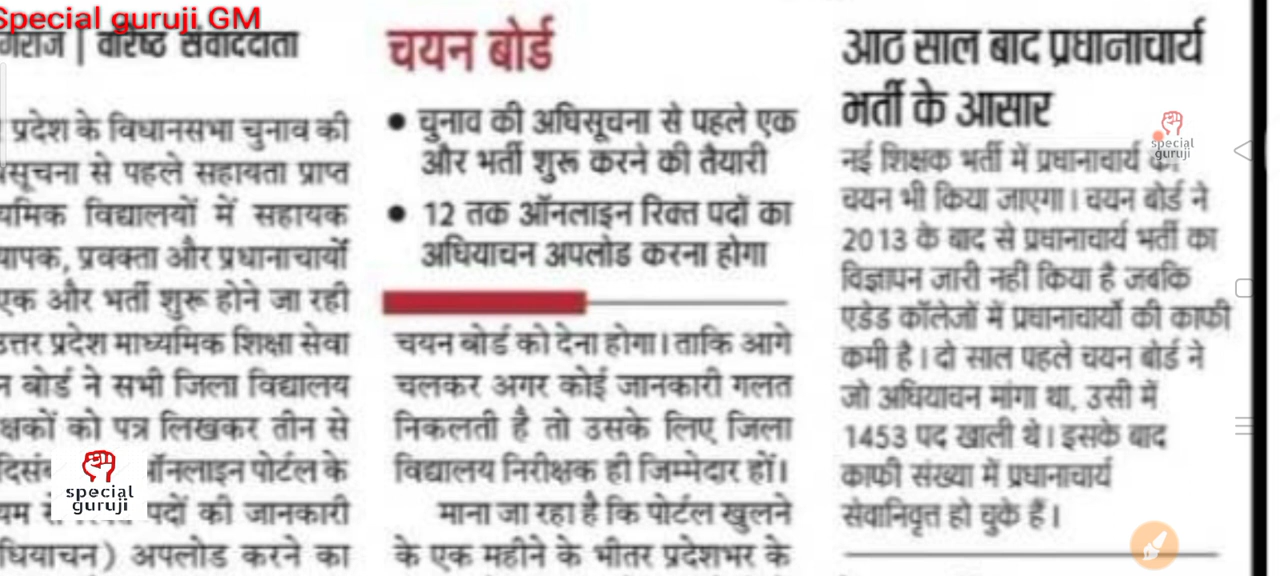 Special guruji GM
वरिष्ठ संवाददाता
प्रदेश के विधानसभा चुनाव की
से पहले सहायता प्राप्त
विद्यालयों में सहायक
प्रवक्ता और प्रधानाचार्यों
एक और भर्ती शुरू होने जा रही
उत्तर प्रदेश माध्यमिक शिक्षा सेवा
बोर्ड ने सभी जिला विद्यालय
को पत्र लिखकर तीन से
ऑनलाइन पोर्टल के
पदों की जानकारी
अपलोड करने का
special
guruji
चयन बोर्ड
● चुनाव की अधिसूचना से पहले एक
और भर्ती शुरू करने की तैयारी
● 12 तक ऑनलाइन रिक्त पदों का
अधियाचन अपलोड करना होगा
चयन बोर्ड को देना होगा। ताकि आगे
चलकर अगर कोई जानकारी गलत
निकलती है तो उसके लिए जिला
विद्यालय निरीक्षक ही जिम्मेदार हों।
माना जा रहा है कि पोर्टल खुलने
के एक महीने के भीतर प्रदेशभर के
आठ साल बाद प्रधानाचार्य
भर्ती के आसार
नई शिक्षक भर्ती में प्रधानाचार्य
चयन भी किया जाएगा। चयन बोर्ड ने
2013 के बाद से प्रधानाचार्य भर्ती का
विज्ञापन जारी नहीं किया है जबकि
एडेड कॉलेजों में प्रधानाचार्यों की काफी
कमी है। दो साल पहले चयन बोर्ड ने
जो अधियाचन मांगा था, उसी में
1453 पद खाली थे। इसके बाद
काफी संख्या में प्रधानाचार्य
सेवानिवृत्त हो चुके हैं।
special
guruji